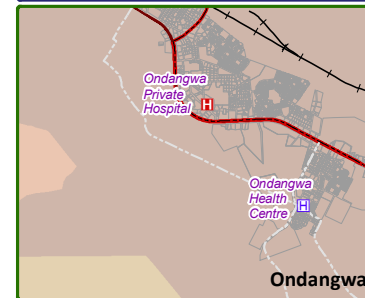 Ondangwa
Private
Hospital
H
Ondangwa
Health
Centre
H
Ondangwa